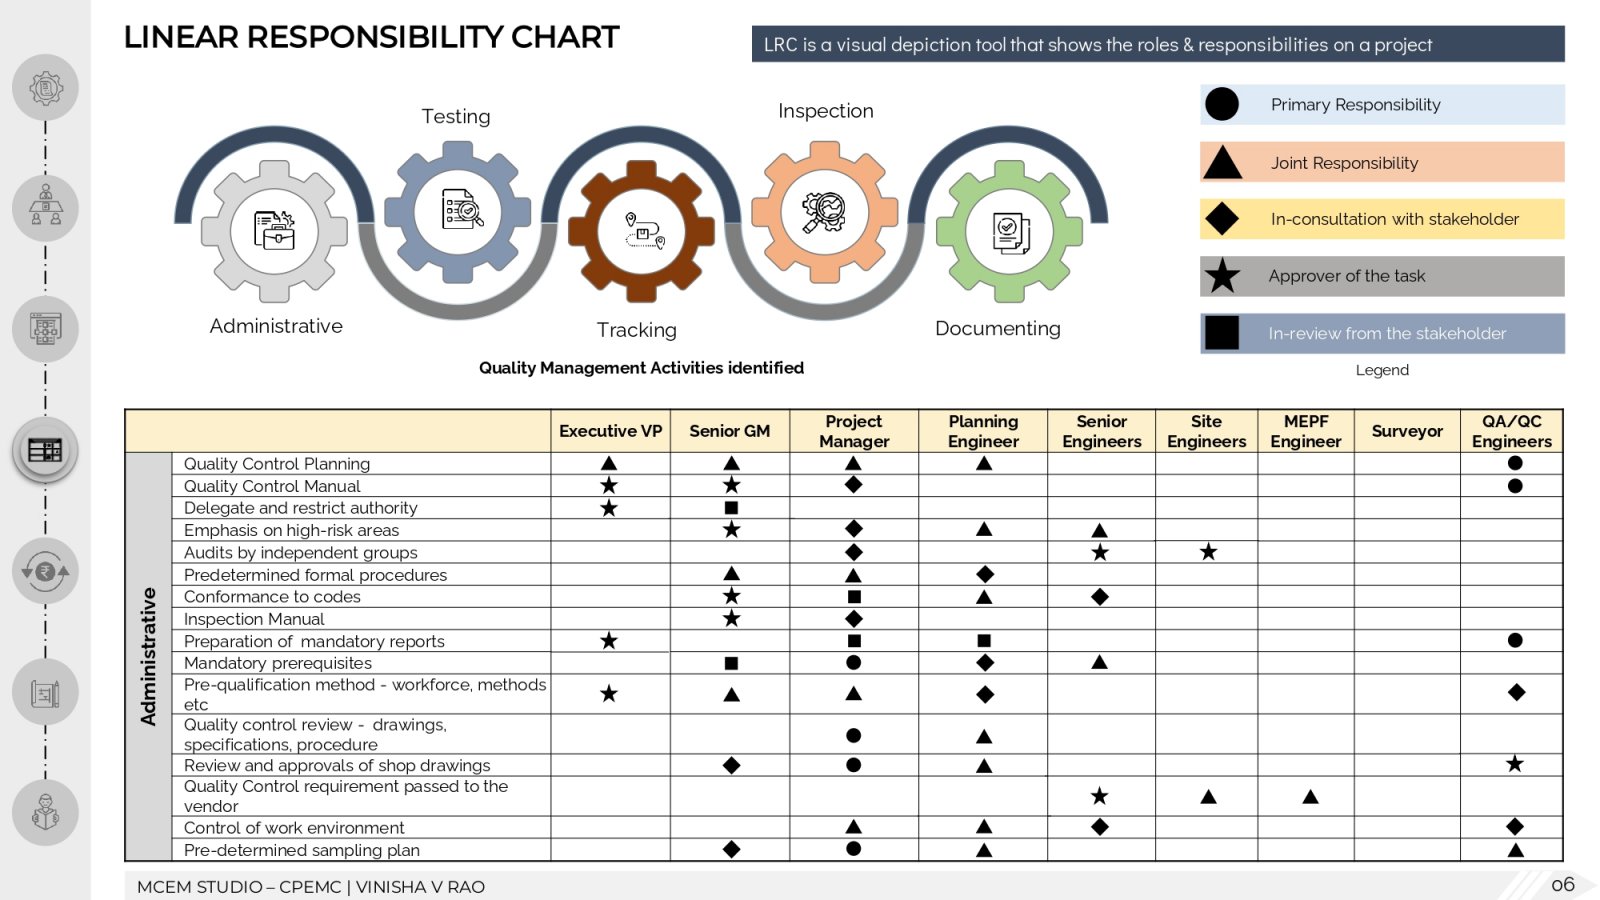 LINEAR RESPONSIBILITY CHART
LRC is a visual depiction tool that shows the roles & responsibilities on a project
Testing
Inspection
Administrative
Tracking
Documenting
Quality Management Activities identified
Primary Responsibility
Joint Responsibility
In-consultation with stakeholder
Approver of the task
In-review from the stakeholder
Legend
Executive VP
Senior GM
Project
Manager
Planning
Engineer
Senior
Engineers
Site
Engineers
MEPF
Engineer
Surveyor
QA/QC
Engineers
Administrative
Quality Control Planning
Quality Control Manual
Delegate and restrict authority
Emphasis on high-risk areas
Audits by independent groups
Predetermined formal procedures
Conformance to codes
Inspection Manual
Preparation of mandatory reports
Mandatory prerequisites
Pre-qualification method - workforce, methods
etc
Quality control review - drawings,
specifications, procedure
Review and approvals of shop drawings
Quality Control requirement passed to the
vendor
Control of work environment
Pre-determined sampling plan
MCEM STUDIO – CPEMC | VINISHA V RAO
06